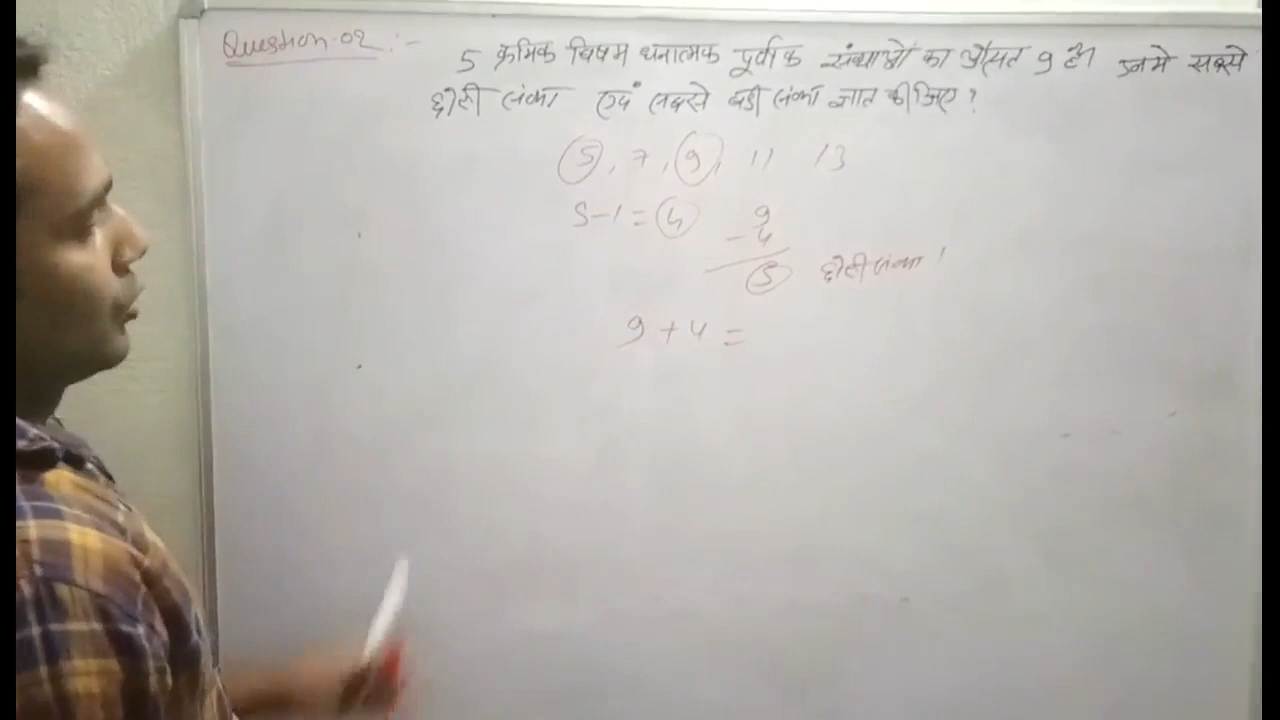 Question-02 :- 5 क्रमिक विषम धनात्मक पूर्णांक संख्याओं का औसत 9 है। उनमे सबसे
छोटी संख्या एवं सबसे बड़ी संख्या ज्ञात कीजिए ?
5, 7, 9, 11 13
5-1 = 4
9
- 4
5 छोटी संख्या ।
9 + 4 =